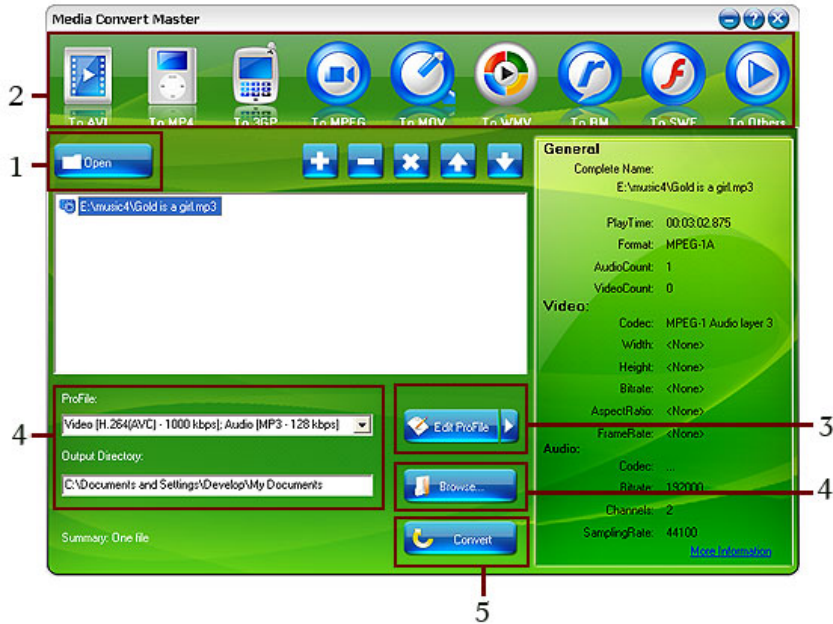 Media Convert Master
To AVI
To MP4
To 3GP
To MPEG
To MOV
To WMV
To RM
To SWF
To Others
2
1
Open
E:\music4\Gold is a girl.mp3
General
Complete Name:
E:\music4\Gold is a girl.mp3
PlayTime: 00:03:02.875
Format: MPEG-1A
AudioCount: 1
VideoCount: 0
Video:
Codec: MPEG-1 Audio layer 3
Width: <None>
Height: <None>
Bitrate: <None>
AspectRatio: <None>
FrameRate: <None>
Audio:
Codec: ...
Bitrate: 192000
Channels: 2
SamplingRate: 44100
More Information
4
ProFile:
Video [H.264(AVC) - 1000 kbps]; Audio [MP3 - 128 kbps]
Output Directory:
C:\Documents and Settings\Develop\My Documents
Edit ProFile
3
Browse...
4
Summary: One file
Convert
5